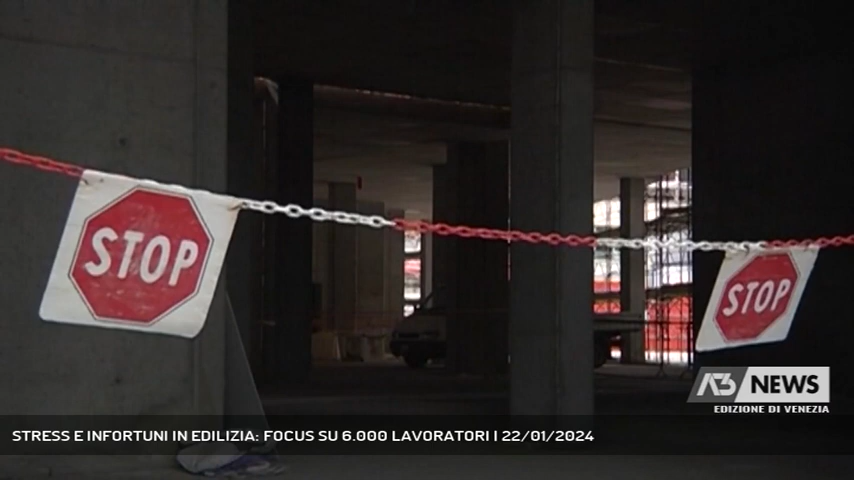 STOP
STOP
A3 NEWS
EDIZIONE DI VENEZIA
STRESS E INFORTUNI IN EDILIZIA: FOCUS SU 6.000 LAVORATORI | 22/01/2024